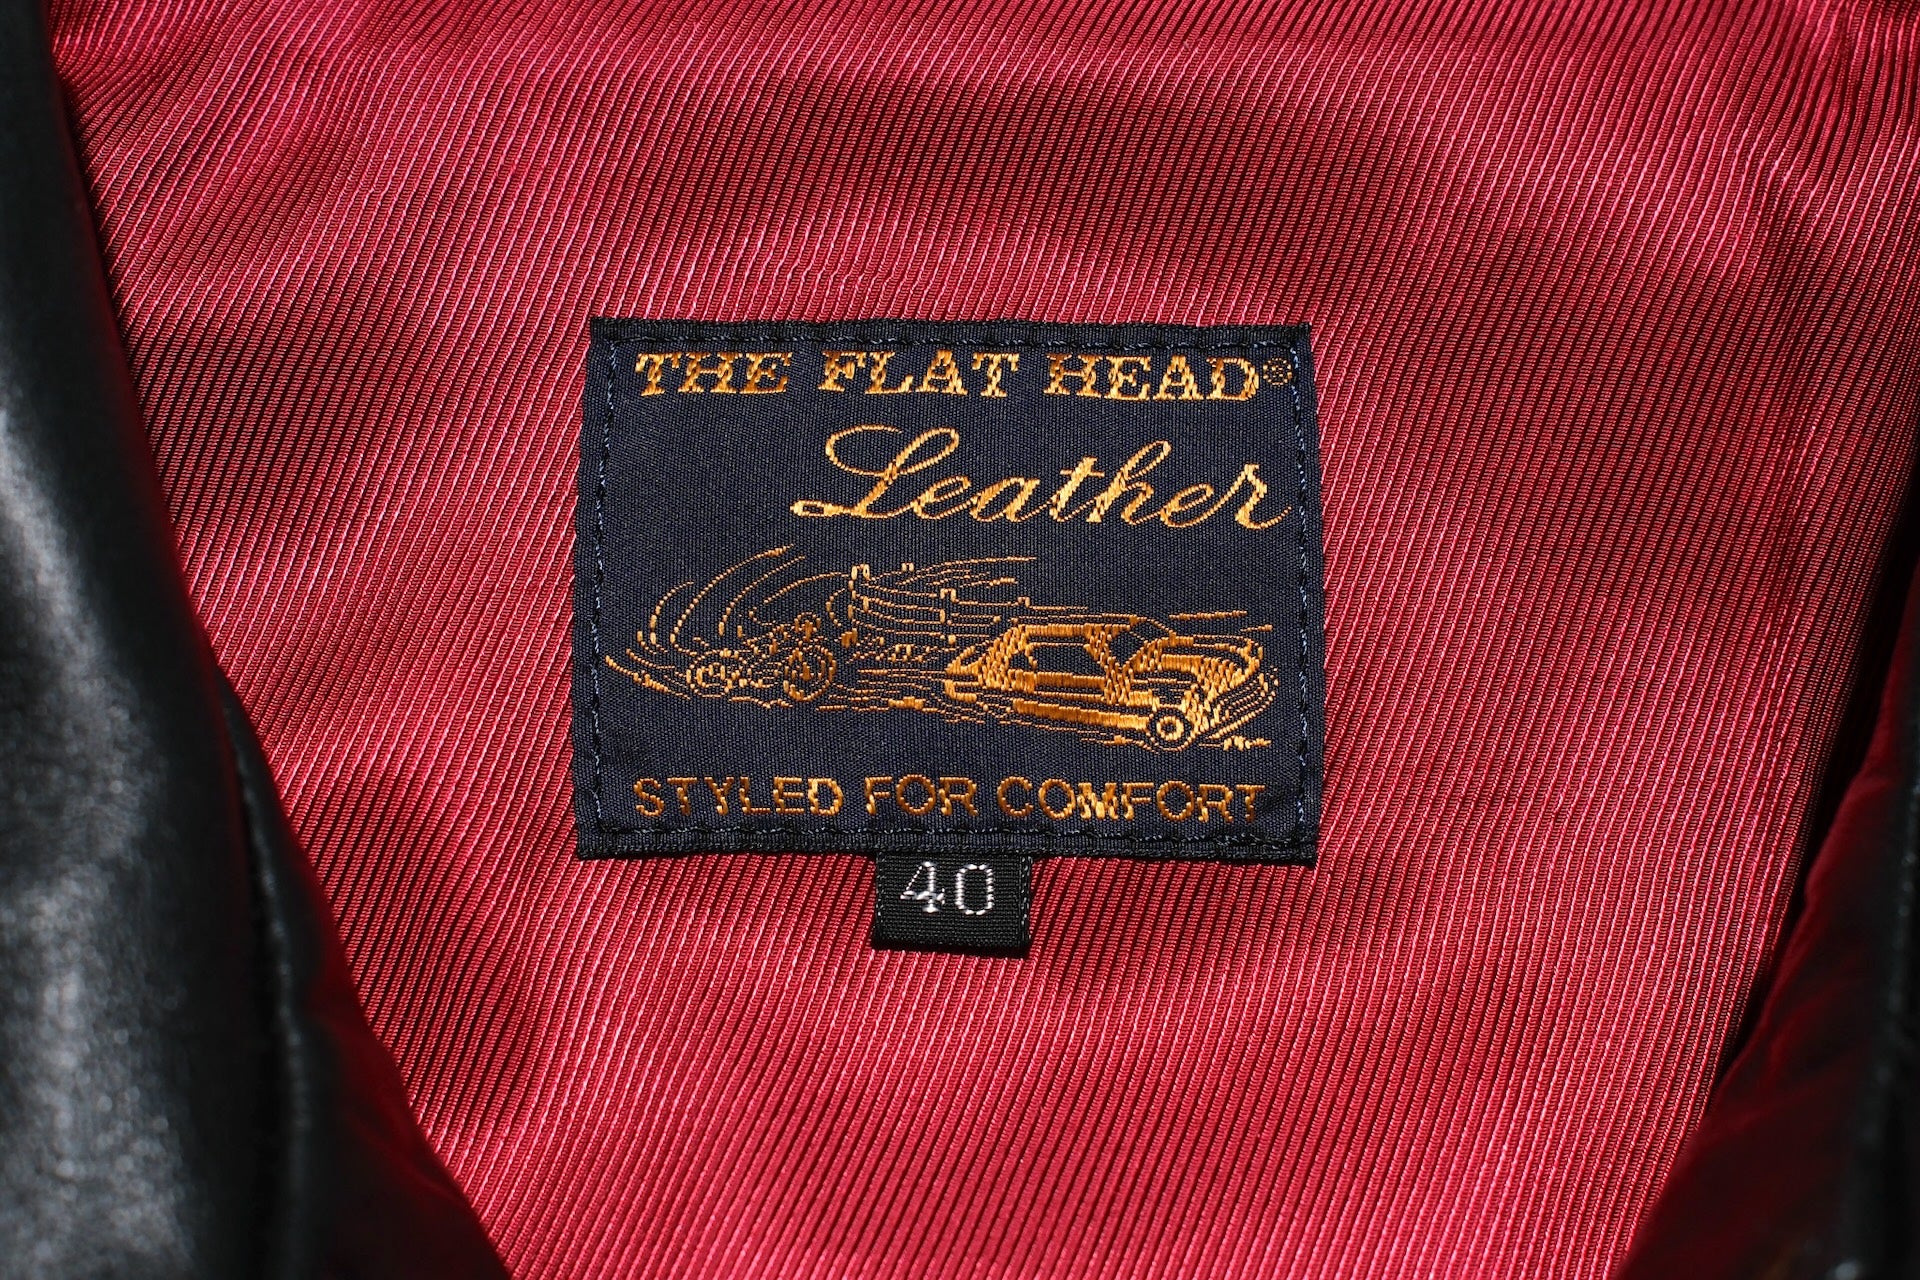 THE FLAT HEAD®
Leather
STYLED FOR COMFORT
40